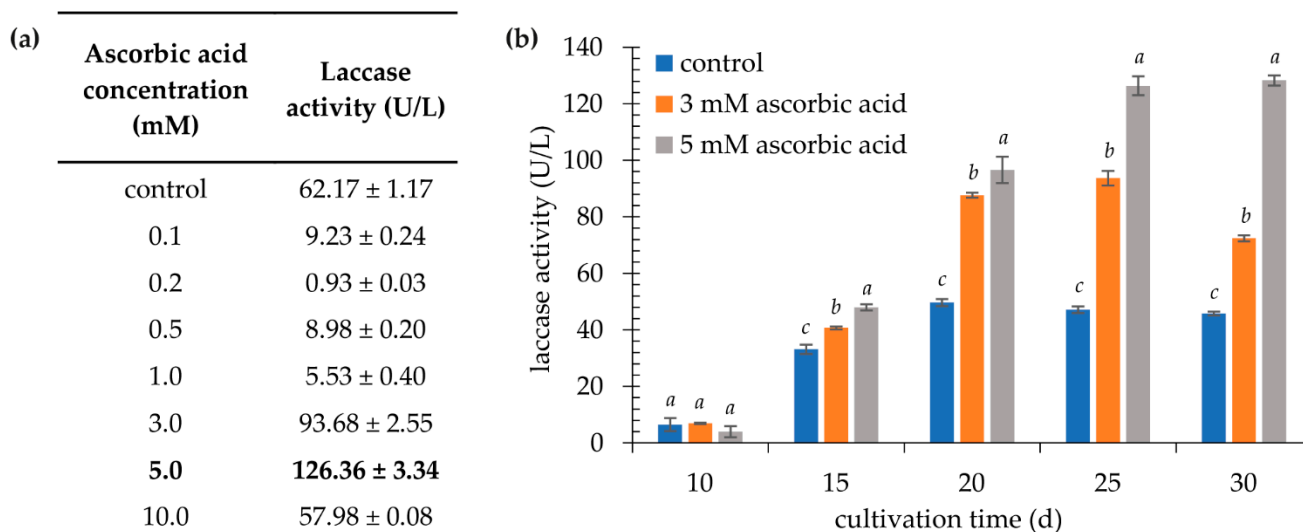 (a)
Ascorbic acid concentration (mM) Laccase activity (U/L)
control 62.17 ± 1.17
0.1 9.23 ± 0.24
0.2 0.93 ± 0.03
0.5 8.98 ± 0.20
1.0 5.53 ± 0.40
3.0 93.68 ± 2.55
5.0 126.36 ± 3.34
10.0 57.98 ± 0.08
(b)
laccase activity (U/L)
140
120
100
80
60
40
20
0
control
3 mM ascorbic acid
5 mM ascorbic acid
a a a
c b a
c b a
c b a
c b a
10 15 20 25 30
cultivation time (d)